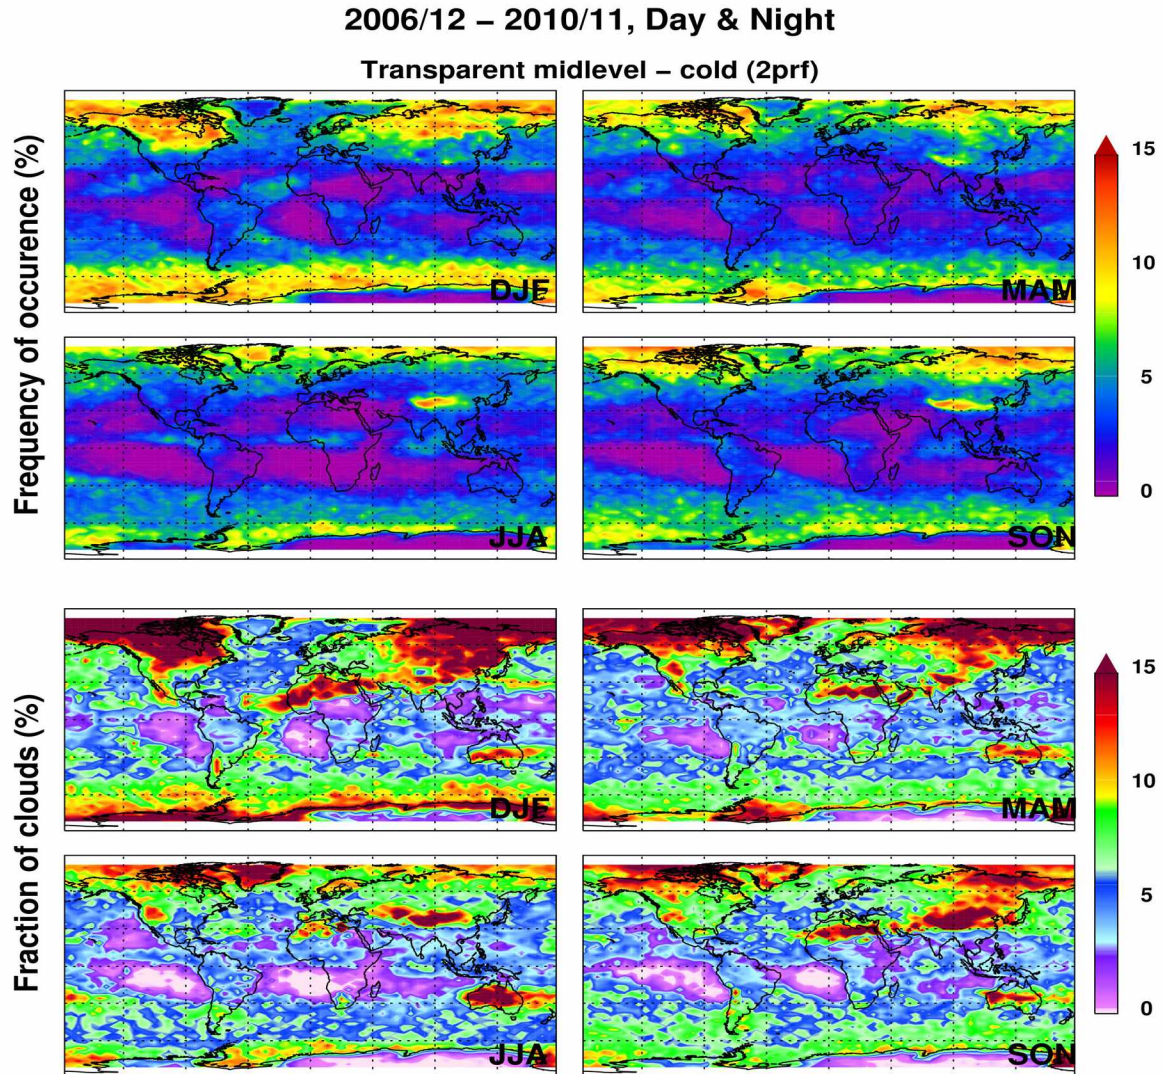 2006/12 – 2010/11, Day & Night
Transparent midlevel – cold (2prf)
Frequency of occurence (%)
DJF
MAM
15
10
5
0
JJA
SON
Fraction of clouds (%)
DJF
MAM
15
10
5
0
JJA
SON